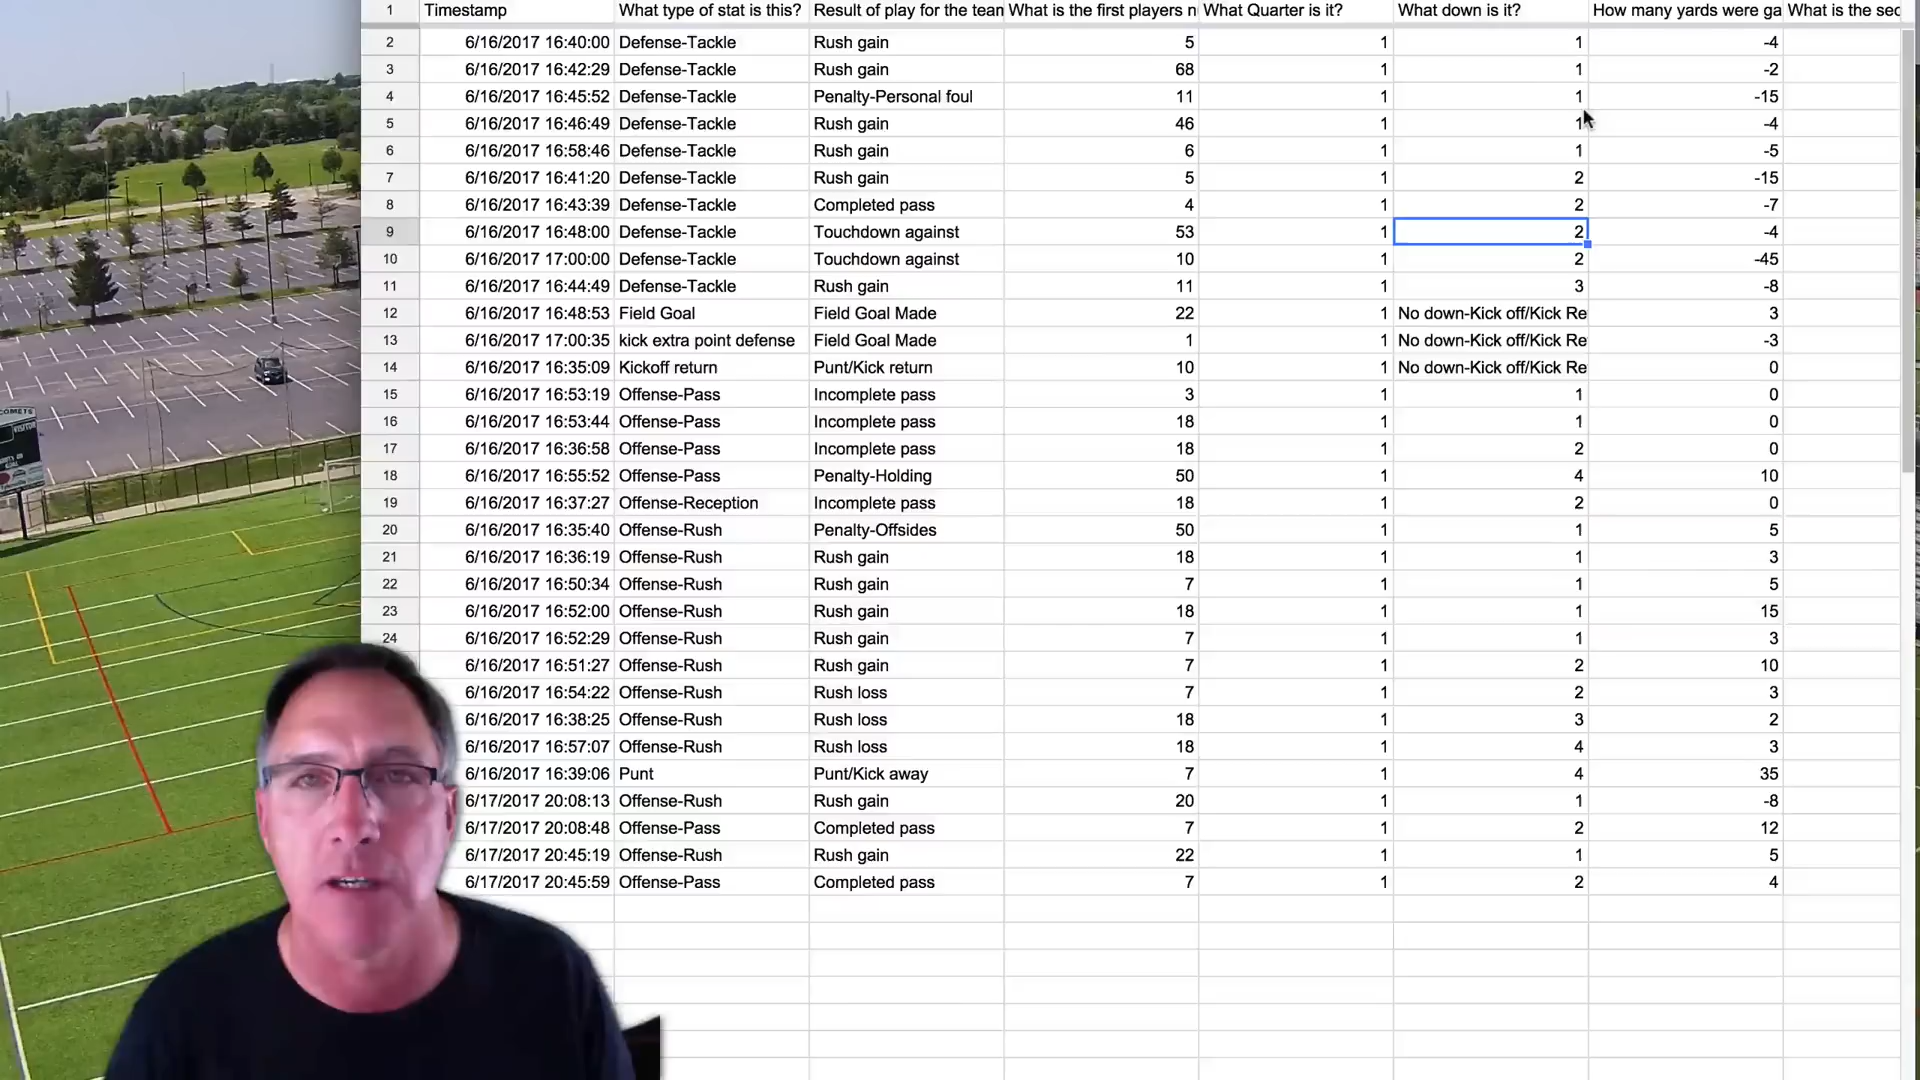 1 Timestamp What type of stat is this? Result of play for the team What is the first players n What Quarter is it? What down is it? How many yards were ga What is the sec
2 6/16/2017 16:40:00 Defense-Tackle Rush gain 5 1 1 -4
3 6/16/2017 16:42:29 Defense-Tackle Rush gain 68 1 1 -2
4 6/16/2017 16:45:52 Defense-Tackle Penalty-Personal foul 11 1 1 -15
5 6/16/2017 16:46:49 Defense-Tackle Rush gain 46 1 1 -4
6 6/16/2017 16:58:46 Defense-Tackle Rush gain 6 1 1 -5
7 6/16/2017 16:41:20 Defense-Tackle Rush gain 5 1 2 -15
8 6/16/2017 16:43:39 Defense-Tackle Completed pass 4 1 2 -7
9 6/16/2017 16:48:00 Defense-Tackle Touchdown against 53 1 2 -4
10 6/16/2017 17:00:00 Defense-Tackle Touchdown against 10 1 2 -45
11 6/16/2017 16:44:49 Defense-Tackle Rush gain 11 1 3 -8
12 6/16/2017 16:48:53 Field Goal Field Goal Made 22 1 No down-Kick off/Kick Re 3
13 6/16/2017 17:00:35 kick extra point defense Field Goal Made 1 1 No down-Kick off/Kick Re -3
14 6/16/2017 16:35:09 Kickoff return Punt/Kick return 10 1 No down-Kick off/Kick Re 0
15 6/16/2017 16:53:19 Offense-Pass Incomplete pass 3 1 1 0
16 6/16/2017 16:53:44 Offense-Pass Incomplete pass 18 1 1 0
17 6/16/2017 16:36:58 Offense-Pass Incomplete pass 18 1 2 0
18 6/16/2017 16:55:52 Offense-Pass Penalty-Holding 50 1 4 10
19 6/16/2017 16:37:27 Offense-Reception Incomplete pass 18 1 2 0
20 6/16/2017 16:35:40 Offense-Rush Penalty-Offsides 50 1 1 5
21 6/16/2017 16:36:19 Offense-Rush Rush gain 18 1 1 3
22 6/16/2017 16:50:34 Offense-Rush Rush gain 7 1 1 5
23 6/16/2017 16:52:00 Offense-Rush Rush gain 18 1 1 15
24 6/16/2017 16:52:29 Offense-Rush Rush gain 7 1 1 3
6/16/2017 16:51:27 Offense-Rush Rush gain 7 1 2 10
6/16/2017 16:54:22 Offense-Rush Rush loss 7 1 2 3
6/16/2017 16:38:25 Offense-Rush Rush loss 18 1 3 2
6/16/2017 16:57:07 Offense-Rush Rush loss 18 1 4 3
6/16/2017 16:39:06 Punt Punt/Kick away 7 1 4 35
6/17/2017 20:08:13 Offense-Rush Rush gain 20 1 1 -8
6/17/2017 20:08:48 Offense-Pass Completed pass 7 1 2 12
6/17/2017 20:45:19 Offense-Rush Rush gain 22 1 1 5
6/17/2017 20:45:59 Offense-Pass Completed pass 7 1 2 4
COMETS
VISITOR